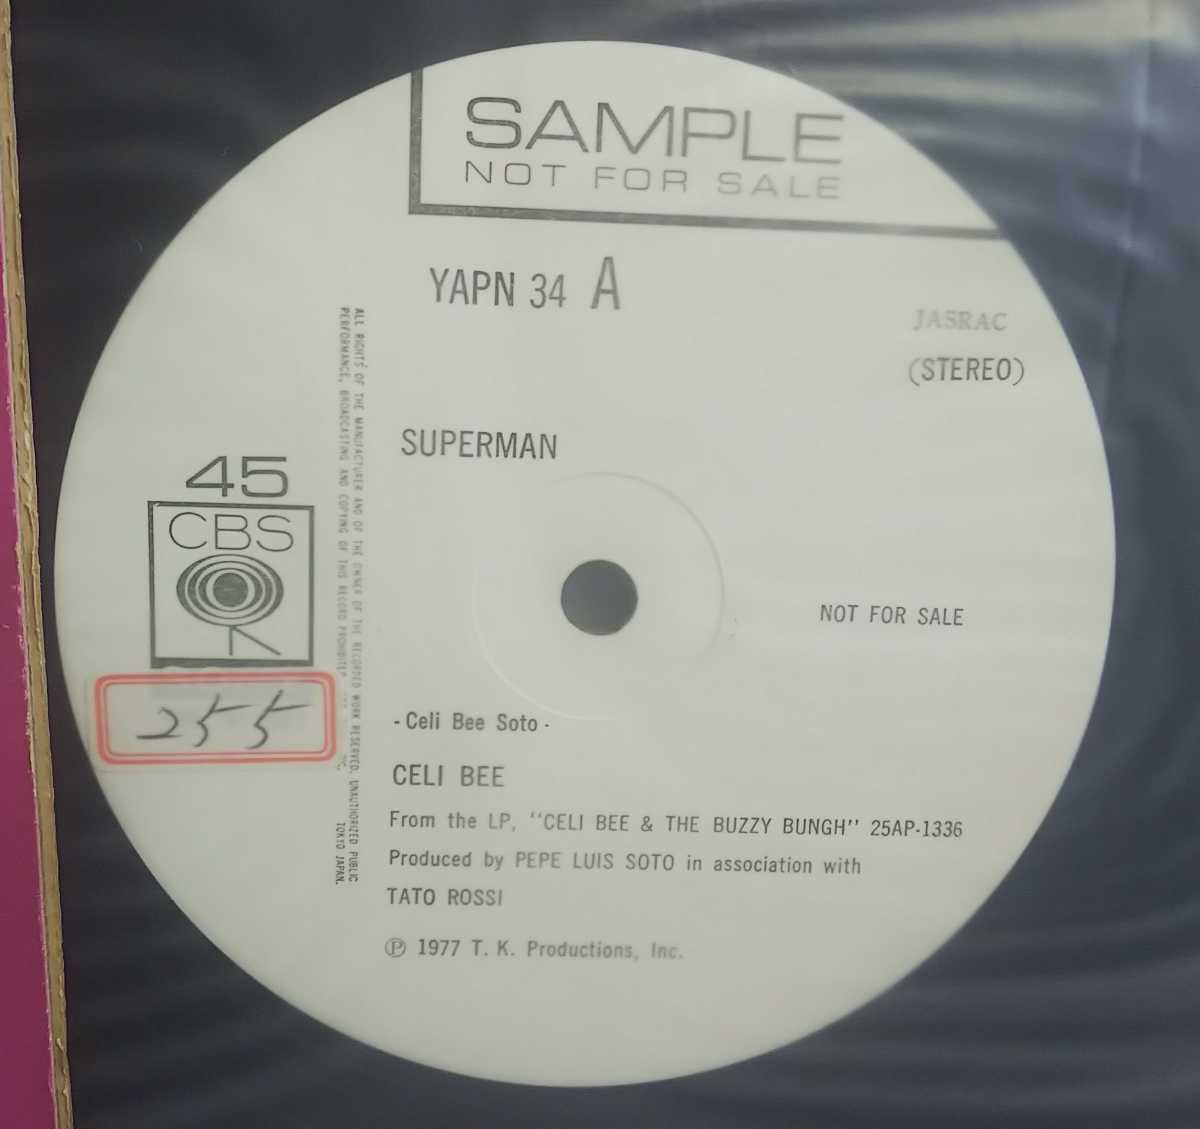 SAMPLE
NOT FOR SALE
YAPN 34 A
JASRAC
(STEREO)
SUPERMAN
45
CBS
NOT FOR SALE
255
- Celi Bee Soto -
CELI BEE
From the LP, "CELI BEE & THE BUZZY BUNGH" 25AP-1336
Produced by PEPE LUIS SOTO in association with
TATO ROSSI
Ⓟ 1977 T. K. Productions, Inc.
ALL RIGHTS OF THE MANUFACTURER AND OF THE OWNER OF THE RECORDED WORK RESERVED. UNAUTHORIZED PUBLIC
PERFORMANCE, BROADCASTING AND COPYING OF THIS RECORD PROHIBITED TOKYO JAPAN.